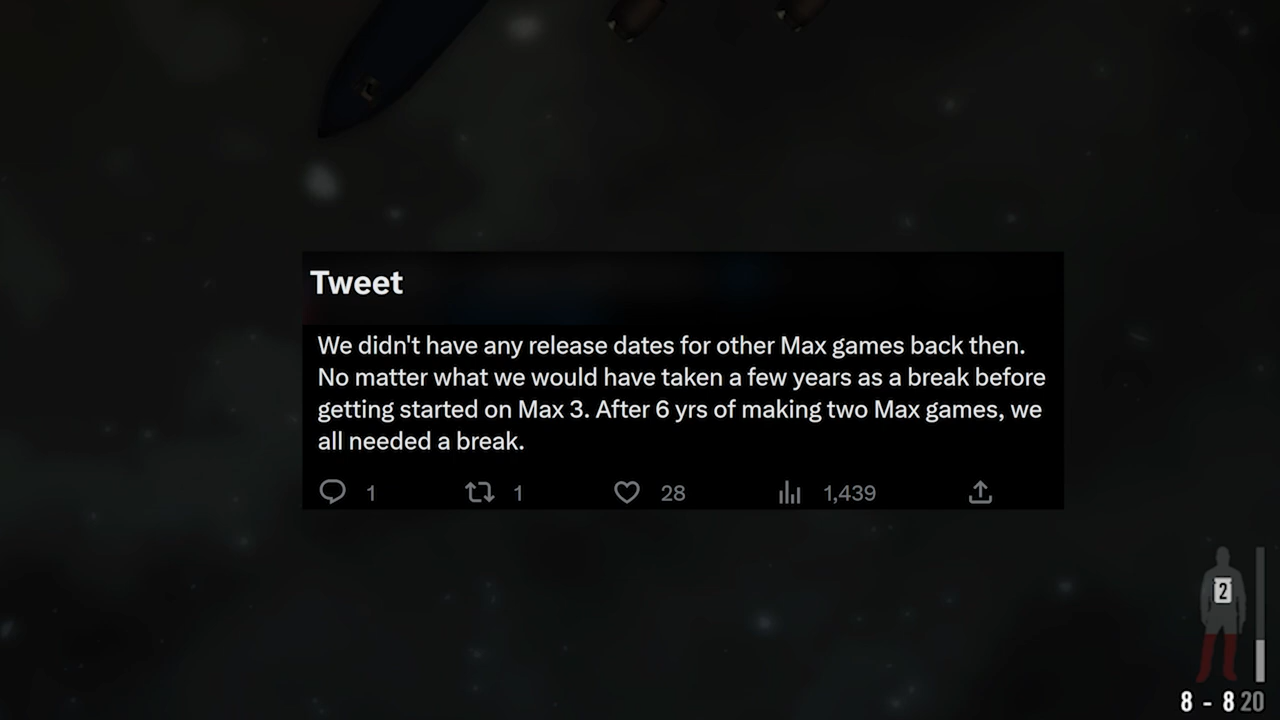 Tweet
We didn't have any release dates for other Max games back then.
No matter what we would have taken a few years as a break before
getting started on Max 3. After 6 yrs of making two Max games, we
all needed a break.
1 1 28 1,439
2
8 - 8 20